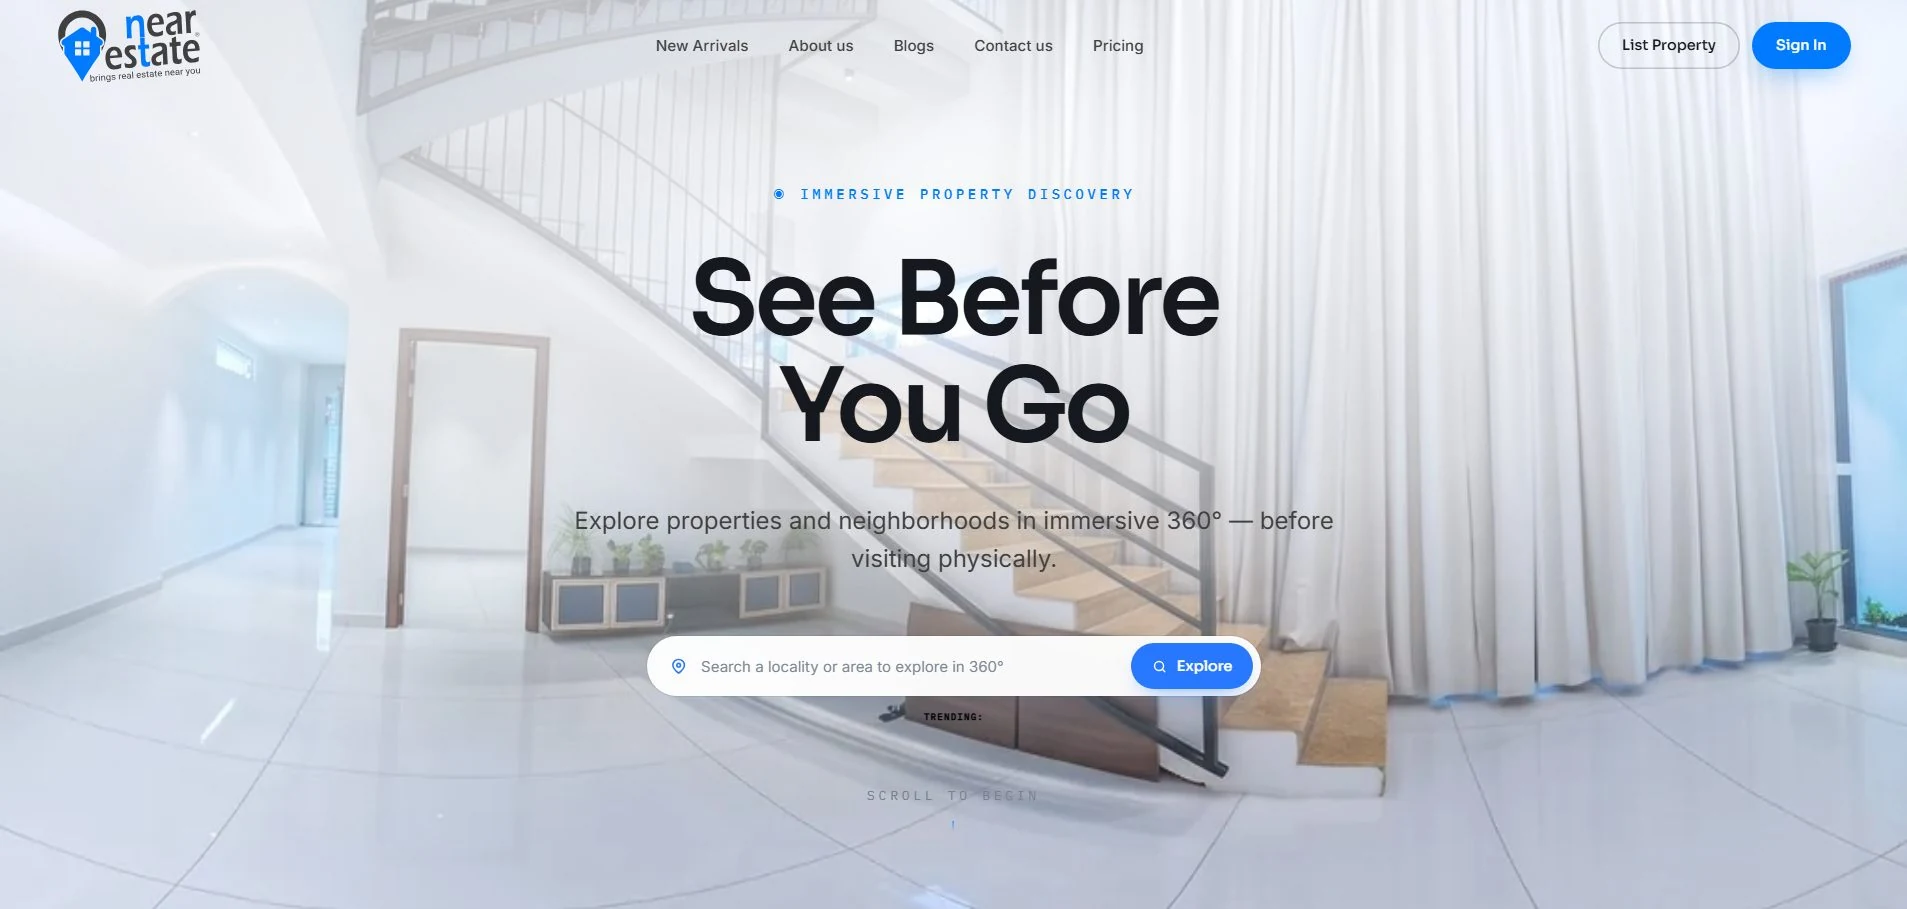 near
estate
brings real estate near you
New Arrivals
About us
Blogs
Contact us
Pricing
List Property
Sign In
IMMERSIVE PROPERTY DISCOVERY
See Before
You Go
Explore properties and neighborhoods in immersive 360° — before
visiting physically.
Search a locality or area to explore in 360°
Explore
TRENDING:
SCROLL TO BEGIN